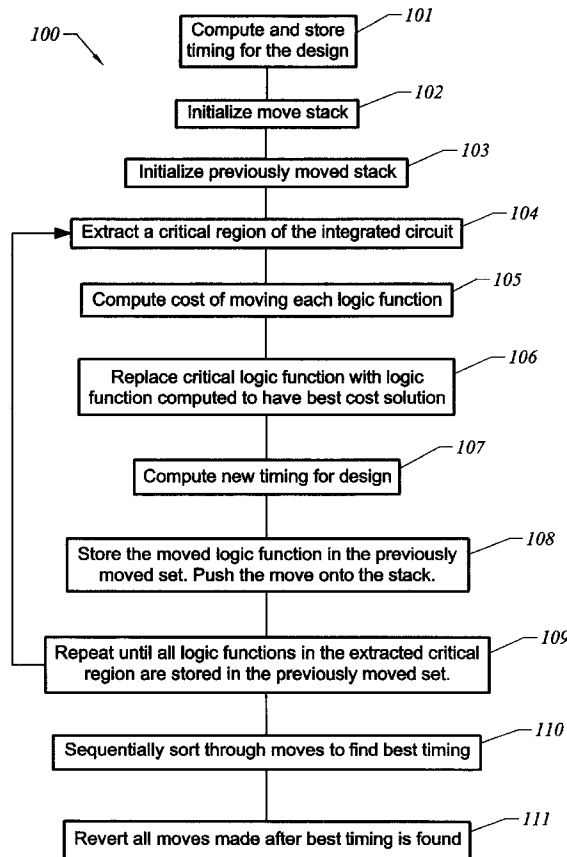 100
101
Compute and store
timing for the design
102
Initialize move stack
103
Initialize previously moved stack
104
Extract a critical region of the integrated circuit
105
Compute cost of moving each logic function
106
Replace critical logic function with logic
function computed to have best cost solution
107
Compute new timing for design
108
Store the moved logic function in the previously
moved set. Push the move onto the stack.
109
Repeat until all logic functions in the extracted critical
region are stored in the previously moved set.
110
Sequentially sort through moves to find best timing
111
Revert all moves made after best timing is found